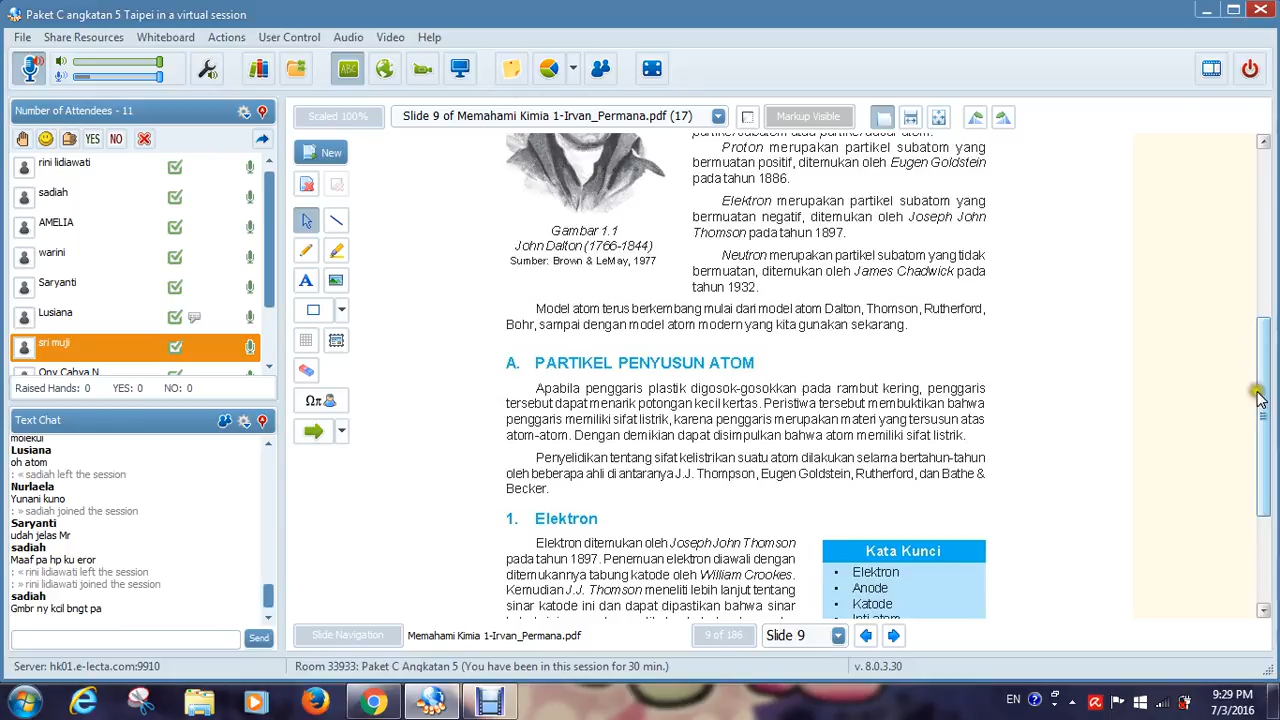 Paket C angkatan 5 Taipei in a virtual session
File Share Resources Whiteboard Actions User Control Audio Video Help
ABC
Number of Attendees - 11
YES NO
rini lidiawati
sadiah
AMELIA
warini
Saryanti
Lusiana
sri muji
Ony Cahya N
Raised Hands: 0 YES: 0 NO: 0
Text Chat
molekul
Lusiana
oh atom
: « sadiah left the session
Nurlaela
Yunani kuno
: » sadiah joined the session
Saryanti
udah jelas Mr
sadiah
Maaf pa hp ku eror
: « rini lidiawati left the session
: » rini lidiawati joined the session
sadiah
Gmbr ny kcil bngt pa
Send
Scaled 100%
Slide 9 of Memahami Kimia 1-Irvan_Permana.pdf (17)
Markup Visible
New
A
Ωπ
partikel subatom atau partikel dasar atom.
Proton merupakan partikel subatom yang
bermuatan positif, ditemukan oleh Eugen Goldstein
pada tahun 1886.
Elektron merupakan partikel subatom yang
bermuatan negatif, ditemukan oleh Joseph John
Thomson pada tahun 1897.
Neutron merupakan partikel subatom yang tidak
bermuatan, ditemukan oleh James Chadwick pada
tahun 1932.
Gambar 1.1
John Dalton (1766-1844)
Sumber: Brown & LeMay, 1977
Model atom terus berkembang mulai dari model atom Dalton, Thomson, Rutherford,
Bohr, sampai dengan model atom modern yang kita gunakan sekarang.
A. PARTIKEL PENYUSUN ATOM
Apabila penggaris plastik digosok-gosokkan pada rambut kering, penggaris
tersebut dapat menarik potongan kecil kertas. Peristiwa tersebut membuktikan bahwa
penggaris memiliki sifat listrik, karena penggaris merupakan materi yang tersusun atas
atom-atom. Dengan demikian dapat disimpulkan bahwa atom memiliki sifat listrik.
Penyelidikan tentang sifat kelistrikan suatu atom dilakukan selama bertahun-tahun
oleh beberapa ahli di antaranya J.J. Thompson, Eugen Goldstein, Rutherford, dan Bathe &
Becker.
1. Elektron
Elektron ditemukan oleh Joseph John Thomson
pada tahun 1897. Penemuan elektron diawali dengan
ditemukannya tabung katode oleh William Crookes.
Kemudian J.J. Thomson meneliti lebih lanjut tentang
sinar katode ini dan dapat dipastikan bahwa sinar
Kata Kunci
• Elektron
• Anode
• Katode
• Inti atom
Slide Navigation
Memahami Kimia 1-Irvan_Permana.pdf
9 of 186
Slide 9
Server: hk01.e-lecta.com:9910
Room 33933: Paket C Angkatan 5 (You have been in this session for 30 min.)
v. 8.0.3.30
EN
9:29 PM
7/3/2016